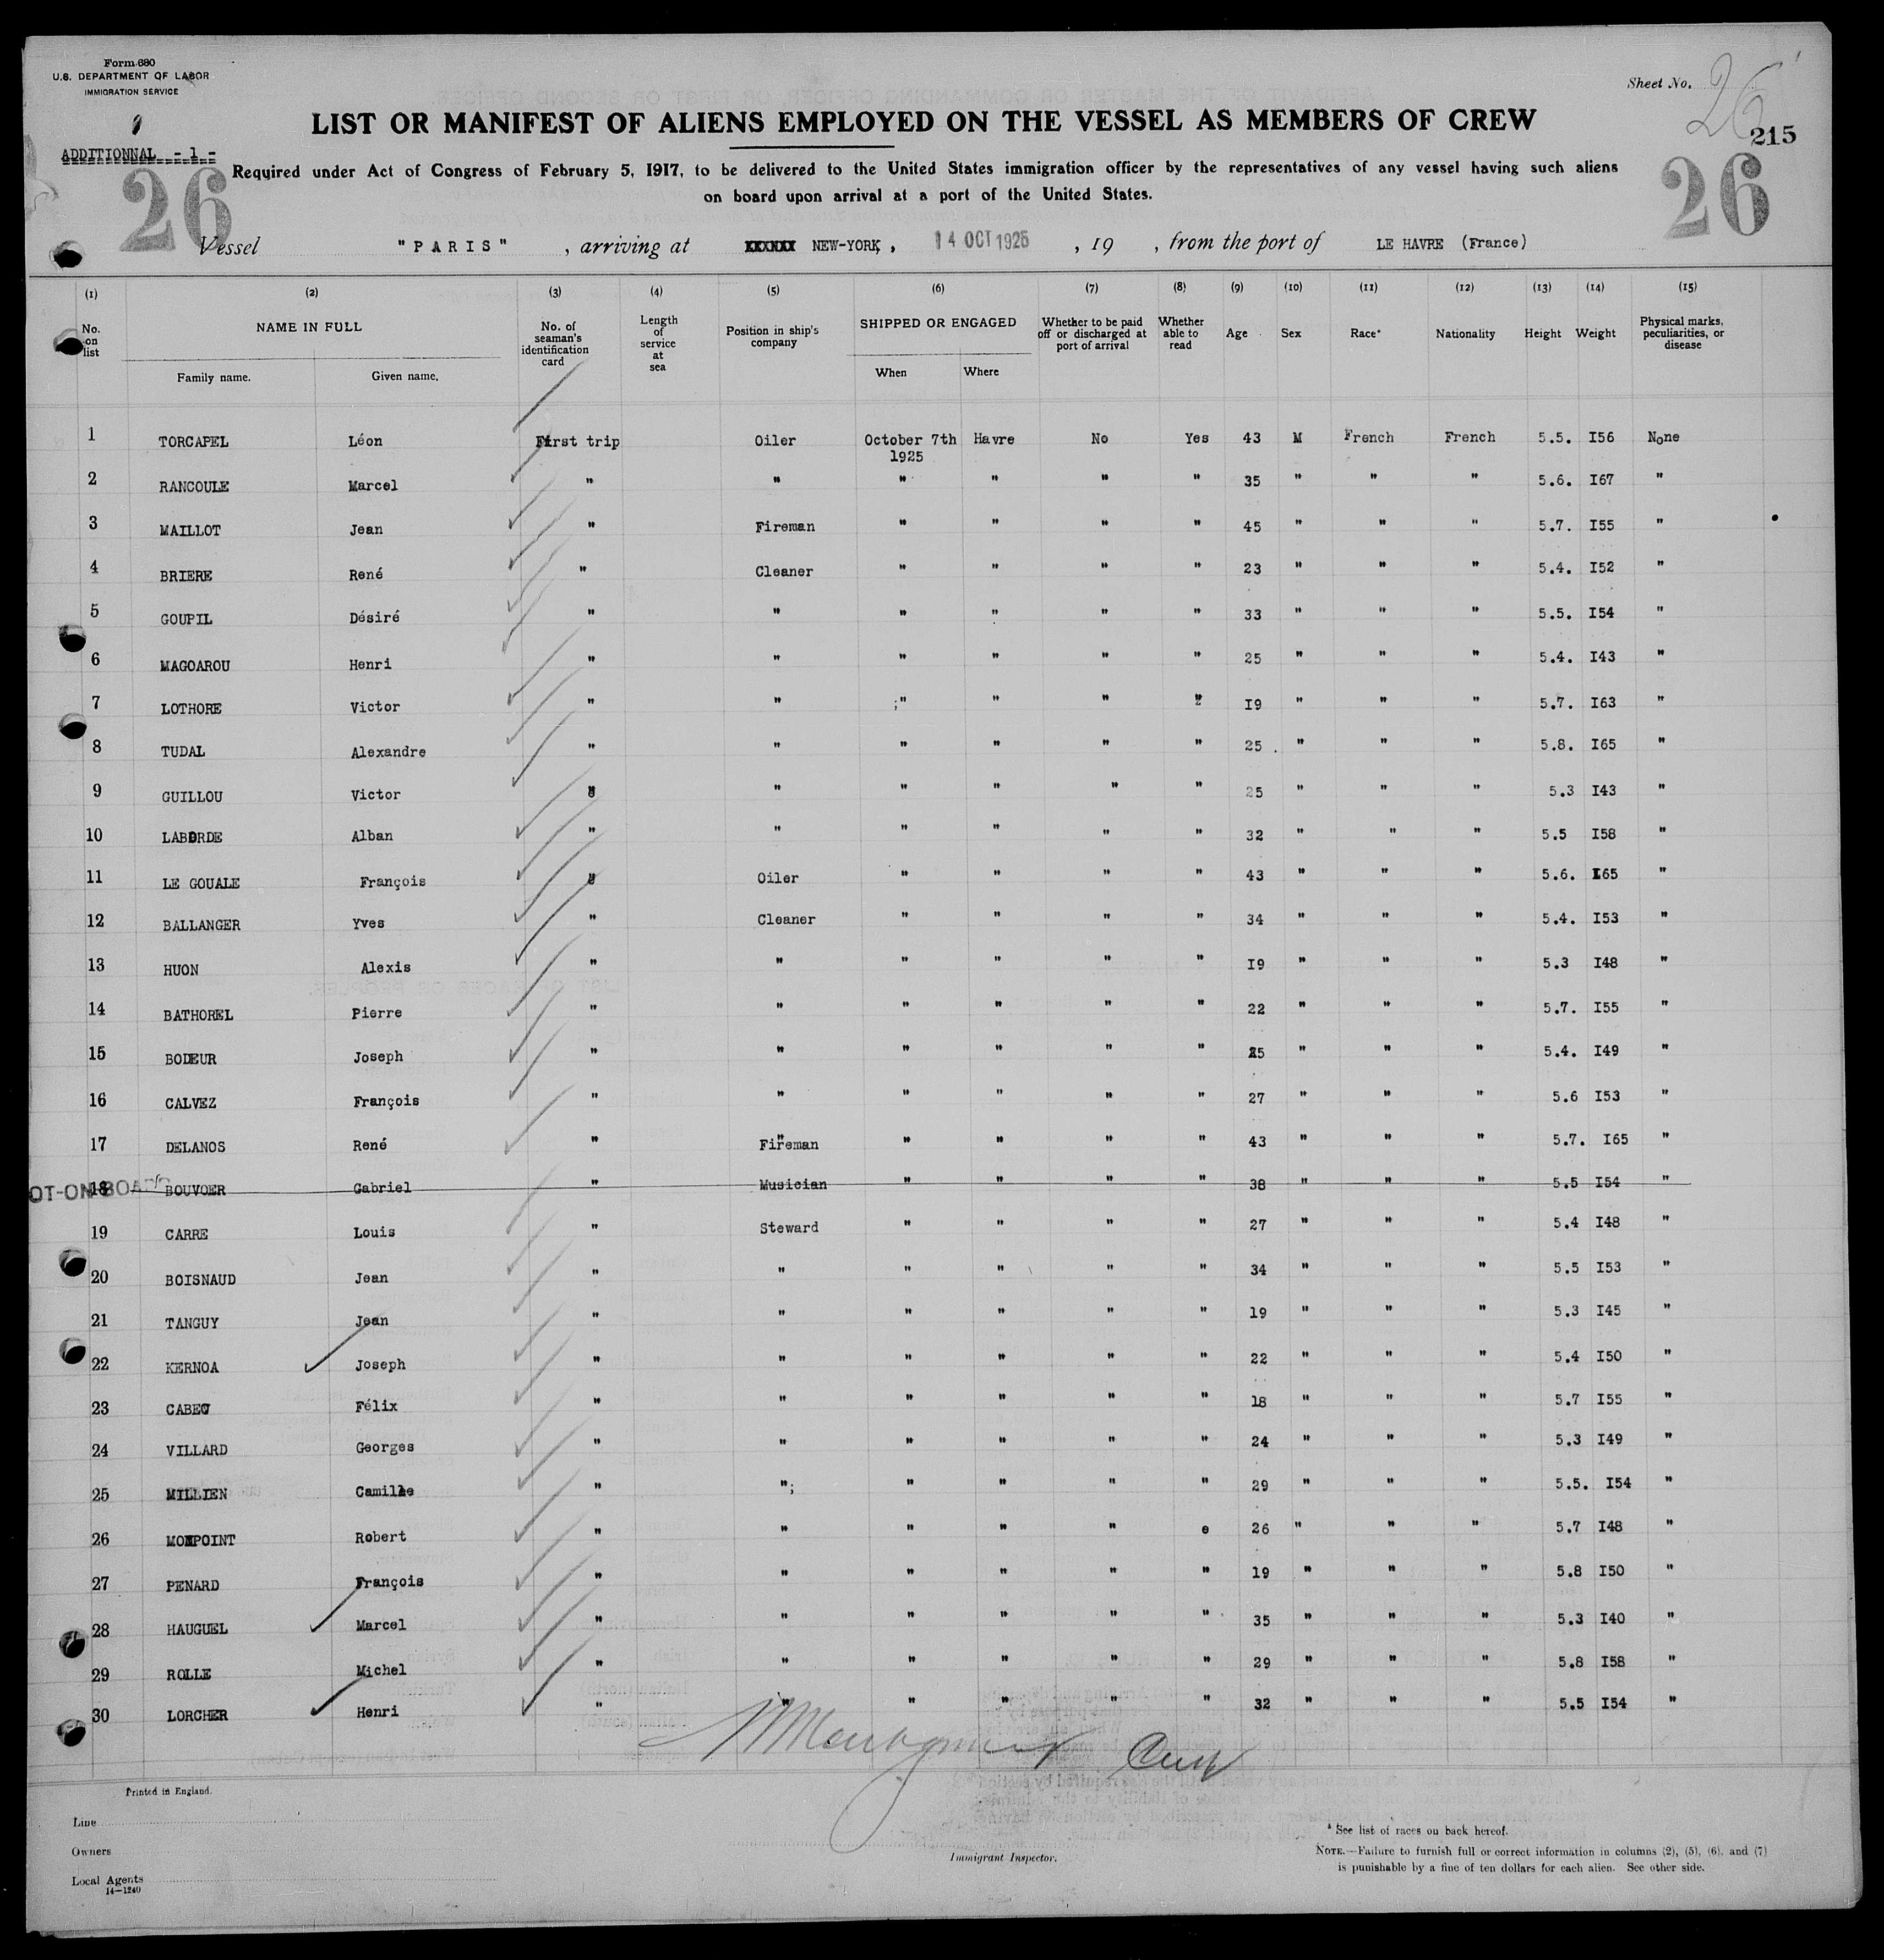 Form 680
U.S. DEPARTMENT OF LABOR
IMMIGRATION SERVICE
Sheet No. 26
LIST OR MANIFEST OF ALIENS EMPLOYED ON THE VESSEL AS MEMBERS OF CREW
215
ADDITIONNAL - 1 -
Required under Act of Congress of February 5, 1917, to be delivered to the United States immigration officer by the representatives of any vessel having such aliens
on board upon arrival at a port of the United States.
26 26
Vessel "PARIS", arriving at NEW-YORK, 14 OCT 1925, 19 , from the port of LE HAVRE (France)
(1) (2) (3) (4) (5) (6) (7) (8) (9) (10) (11) (12) (13) (14) (15)
No. on list NAME IN FULL No. of seaman's identification card Length of service at sea Position in ship's company SHIPPED OR ENGAGED Whether to be paid off or discharged at port of arrival Whether able to read Age Sex Race* Nationality Height Weight Physical marks, peculiarities, or disease
Family name. Given name. When Where
1 TORCAPEL Léon First trip Oiler October 7th 1925 Havre No Yes 43 M French French 5.5. I56 None
2 RANCOULE Marcel " " " " " " 35 " " " 5.6. I67 "
3 MAILLOT Jean " Fireman " " " " 45 " " " 5.7. I55 "
4 BRIERE René " Cleaner " " " " 23 " " " 5.4. I52 "
5 GOUPIL Désiré " " " " " " 33 " " " 5.5. I54 "
6 MAGOAROU Henri " " " " " " 25 " " " 5.4. I43 "
7 LOTHORE Victor " " ;" " " " I9 " " " 5.7. I63 "
8 TUDAL Alexandre " " " " " " 25 . " " " 5.8. I65 "
9 GUILLOU Victor " " " " " " 25 " " " 5.3 I43 "
10 LABORDE Alban " " " " " " 32 " " " 5.5 I58 "
11 LE GOUALE François " Oiler " " " " 43 " " " 5.6. I65 "
12 BALLANGER Yves " Cleaner " " " " 34 " " " 5.4. I53 "
13 HUON Alexis " " " " " " I9 " " " 5.3 I48 "
14 BATHOREL Pierre " " " " " " 22 " " " 5.7. I55 "
15 BODEUR Joseph " " " " " " 25 " " " 5.4. I49 "
16 CALVEZ François " " " " " " 27 " " " 5.6 I53 "
17 DELANOS René " Fireman " " " " 43 " " " 5.7. I65 "
OT-ON BOARD 18 BOUVOER Gabriel " Musician " " " " 38 " " " 5.5 I54 "
19 CARRE Louis " Steward " " " " 27 " " " 5.4 I48 "
20 BOISNAUD Jean " " " " " " 34 " " " 5.5 I53 "
21 TANGUY Jean " " " " " " 19 " " " 5.3 I45 "
22 KERNOA Joseph " " " " " " 22 " " " 5.4 I50 "
23 Félix " " " " " " 18 " " " 5.7 I55 "
24 VILLARD Georges " " " " " " 24 " " " 5.3 I49 "
25 MILLIEN Camille " "; " " " " 29 " " " 5.5. I54 "
26 MONPOINT Robert " " " " " e 26 " " " 5.7 I48 "
27 PENARD François " " " " " " 19 " " " 5.8 I50 "
28 HAUGUEL Marcel " " " " " " 35 " " " 5.3 I40 "
29 ROLLE Michel " " " " " " 29 " " " 5.8 I58 "
30 LORCHER Henri " " " " " " 32 " " " 5.5 I54 "
Printed in England.
Line
Owners
Local Agents
14—1240
Immigrant Inspector.
* See list of races on back hereof.
NOTE.—Failure to furnish full or correct information in columns (2), (5), (6), and (7)
is punishable by a fine of ten dollars for each alien. See other side.